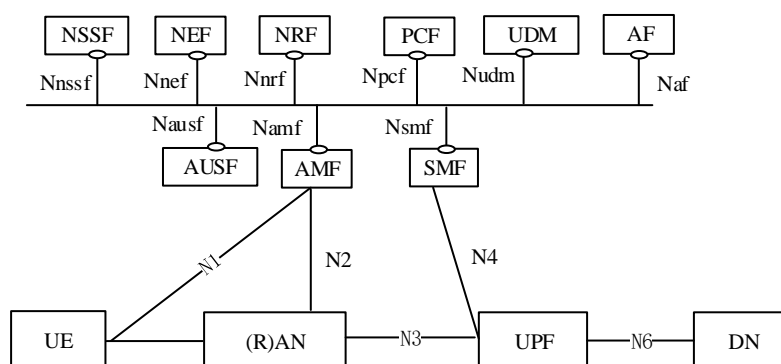 NSSF NEF NRF PCF UDM AF
Nnssf Nnef Nnrf Npcf Nudm Naf
Nausf Namf Nsmf
AUSF AMF SMF
N1 N2 N4
UE (R)AN N3 UPF N6 DN